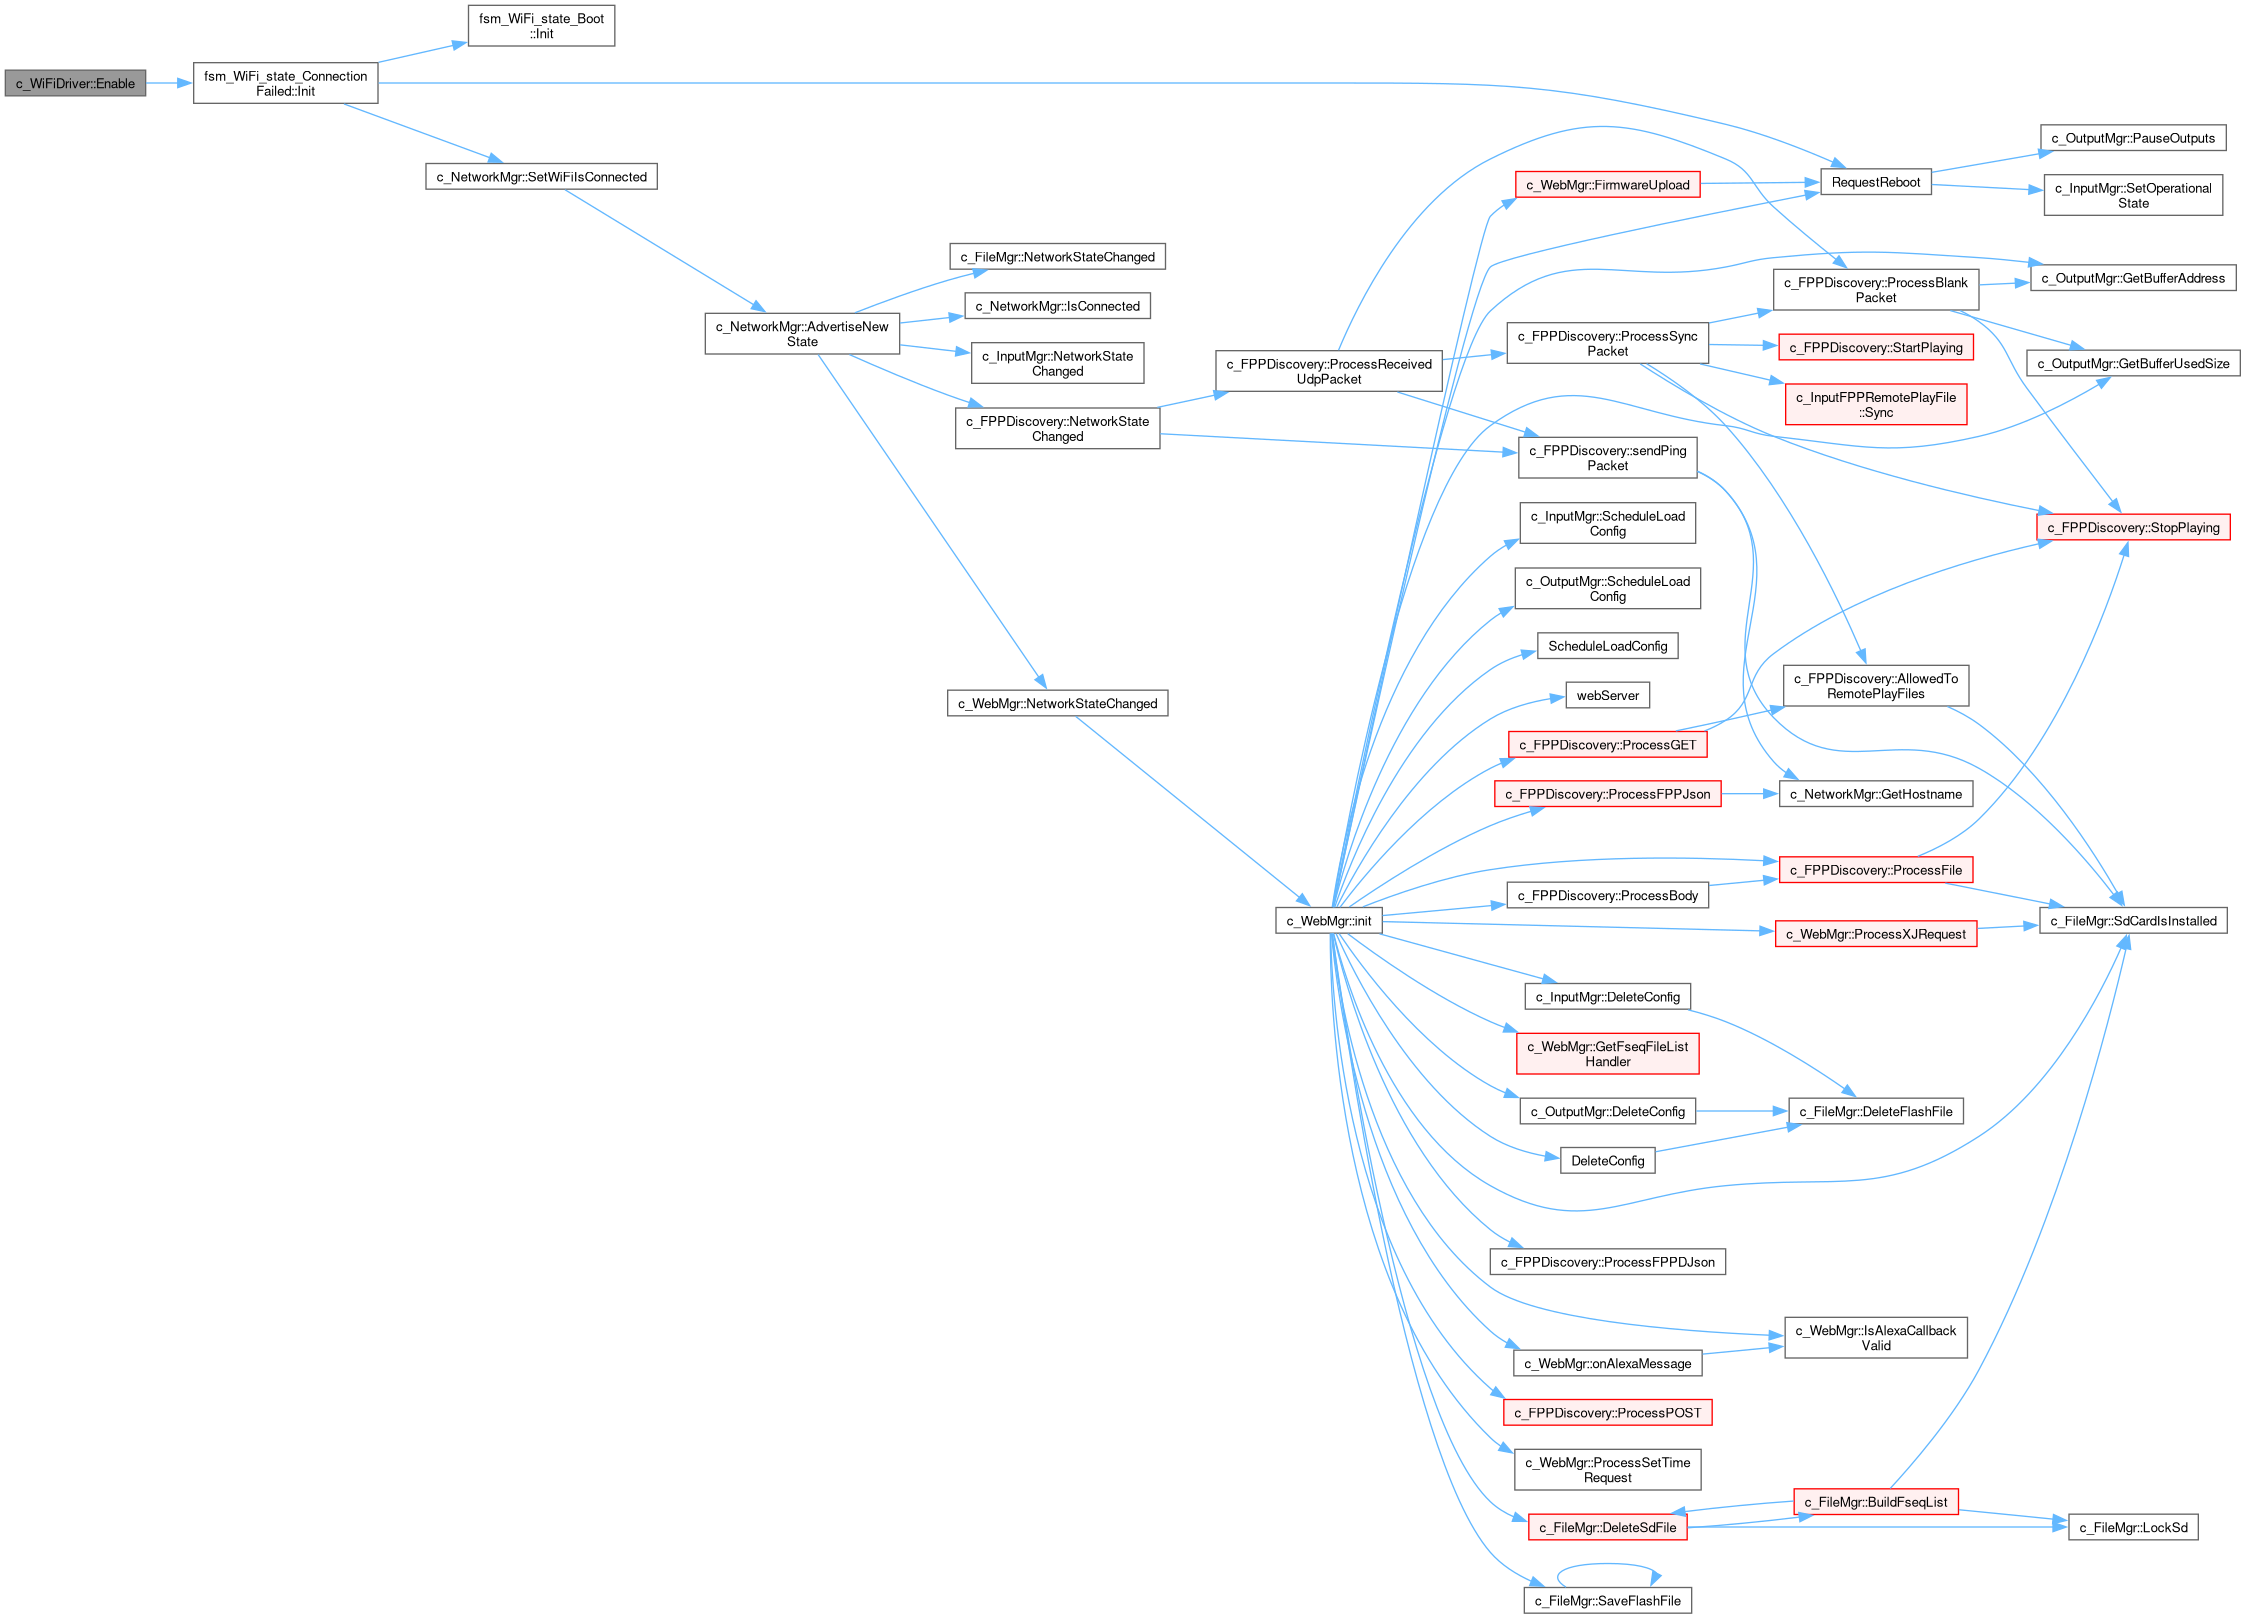 fsm_WiFi_state_Boot
::Init
c_WiFiDriver::Enable
fsm_WiFi_state_Connection
Failed::Init
c_NetworkMgr::SetWiFiIsConnected
c_NetworkMgr::AdvertiseNew
State
c_FileMgr::NetworkStateChanged
c_NetworkMgr::IsConnected
c_InputMgr::NetworkState
Changed
c_FPPDiscovery::NetworkState
Changed
c_WebMgr::NetworkStateChanged
c_FPPDiscovery::ProcessReceived
UdpPacket
c_WebMgr::init
c_WebMgr::FirmwareUpload
c_FPPDiscovery::ProcessSync
Packet
c_FPPDiscovery::sendPing
Packet
c_InputMgr::ScheduleLoad
Config
c_OutputMgr::ScheduleLoad
Config
ScheduleLoadConfig
webServer
c_FPPDiscovery::ProcessGET
c_FPPDiscovery::ProcessFPPJson
c_FPPDiscovery::ProcessBody
c_InputMgr::DeleteConfig
c_WebMgr::GetFseqFileList
Handler
c_OutputMgr::DeleteConfig
DeleteConfig
c_FPPDiscovery::ProcessFPPDJson
c_WebMgr::onAlexaMessage
c_FPPDiscovery::ProcessPOST
c_WebMgr::ProcessSetTime
Request
c_FileMgr::DeleteSdFile
c_FileMgr::SaveFlashFile
RequestReboot
c_FPPDiscovery::ProcessBlank
Packet
c_FPPDiscovery::StartPlaying
c_InputFPPRemotePlayFile
::Sync
c_FPPDiscovery::AllowedTo
RemotePlayFiles
c_NetworkMgr::GetHostname
c_FPPDiscovery::ProcessFile
c_WebMgr::ProcessXJRequest
c_FileMgr::DeleteFlashFile
c_WebMgr::IsAlexaCallback
Valid
c_FileMgr::BuildFseqList
c_OutputMgr::PauseOutputs
c_InputMgr::SetOperational
State
c_OutputMgr::GetBufferAddress
c_OutputMgr::GetBufferUsedSize
c_FPPDiscovery::StopPlaying
c_FileMgr::SdCardIsInstalled
c_FileMgr::LockSd